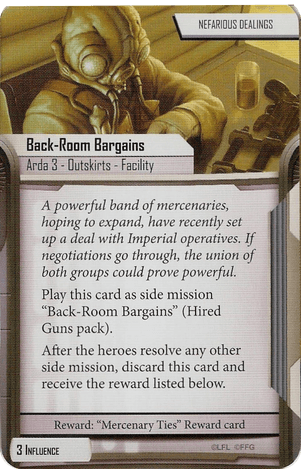 NEFARIOUS DEALINGS
Back-Room Bargains
Arda 3 - Outskirts - Facility
A powerful band of mercenaries,
hoping to expand, have recently set
up a deal with Imperial operatives. If
negotiations go through, the union of
both groups could prove powerful.
Play this card as side mission
“Back-Room Bargains” (Hired
Guns pack).
After the heroes resolve any other
side mission, discard this card and
receive the reward listed below.
Reward: “Mercenary Ties” Reward card
3 INFLUENCE
©LFL ©FFG